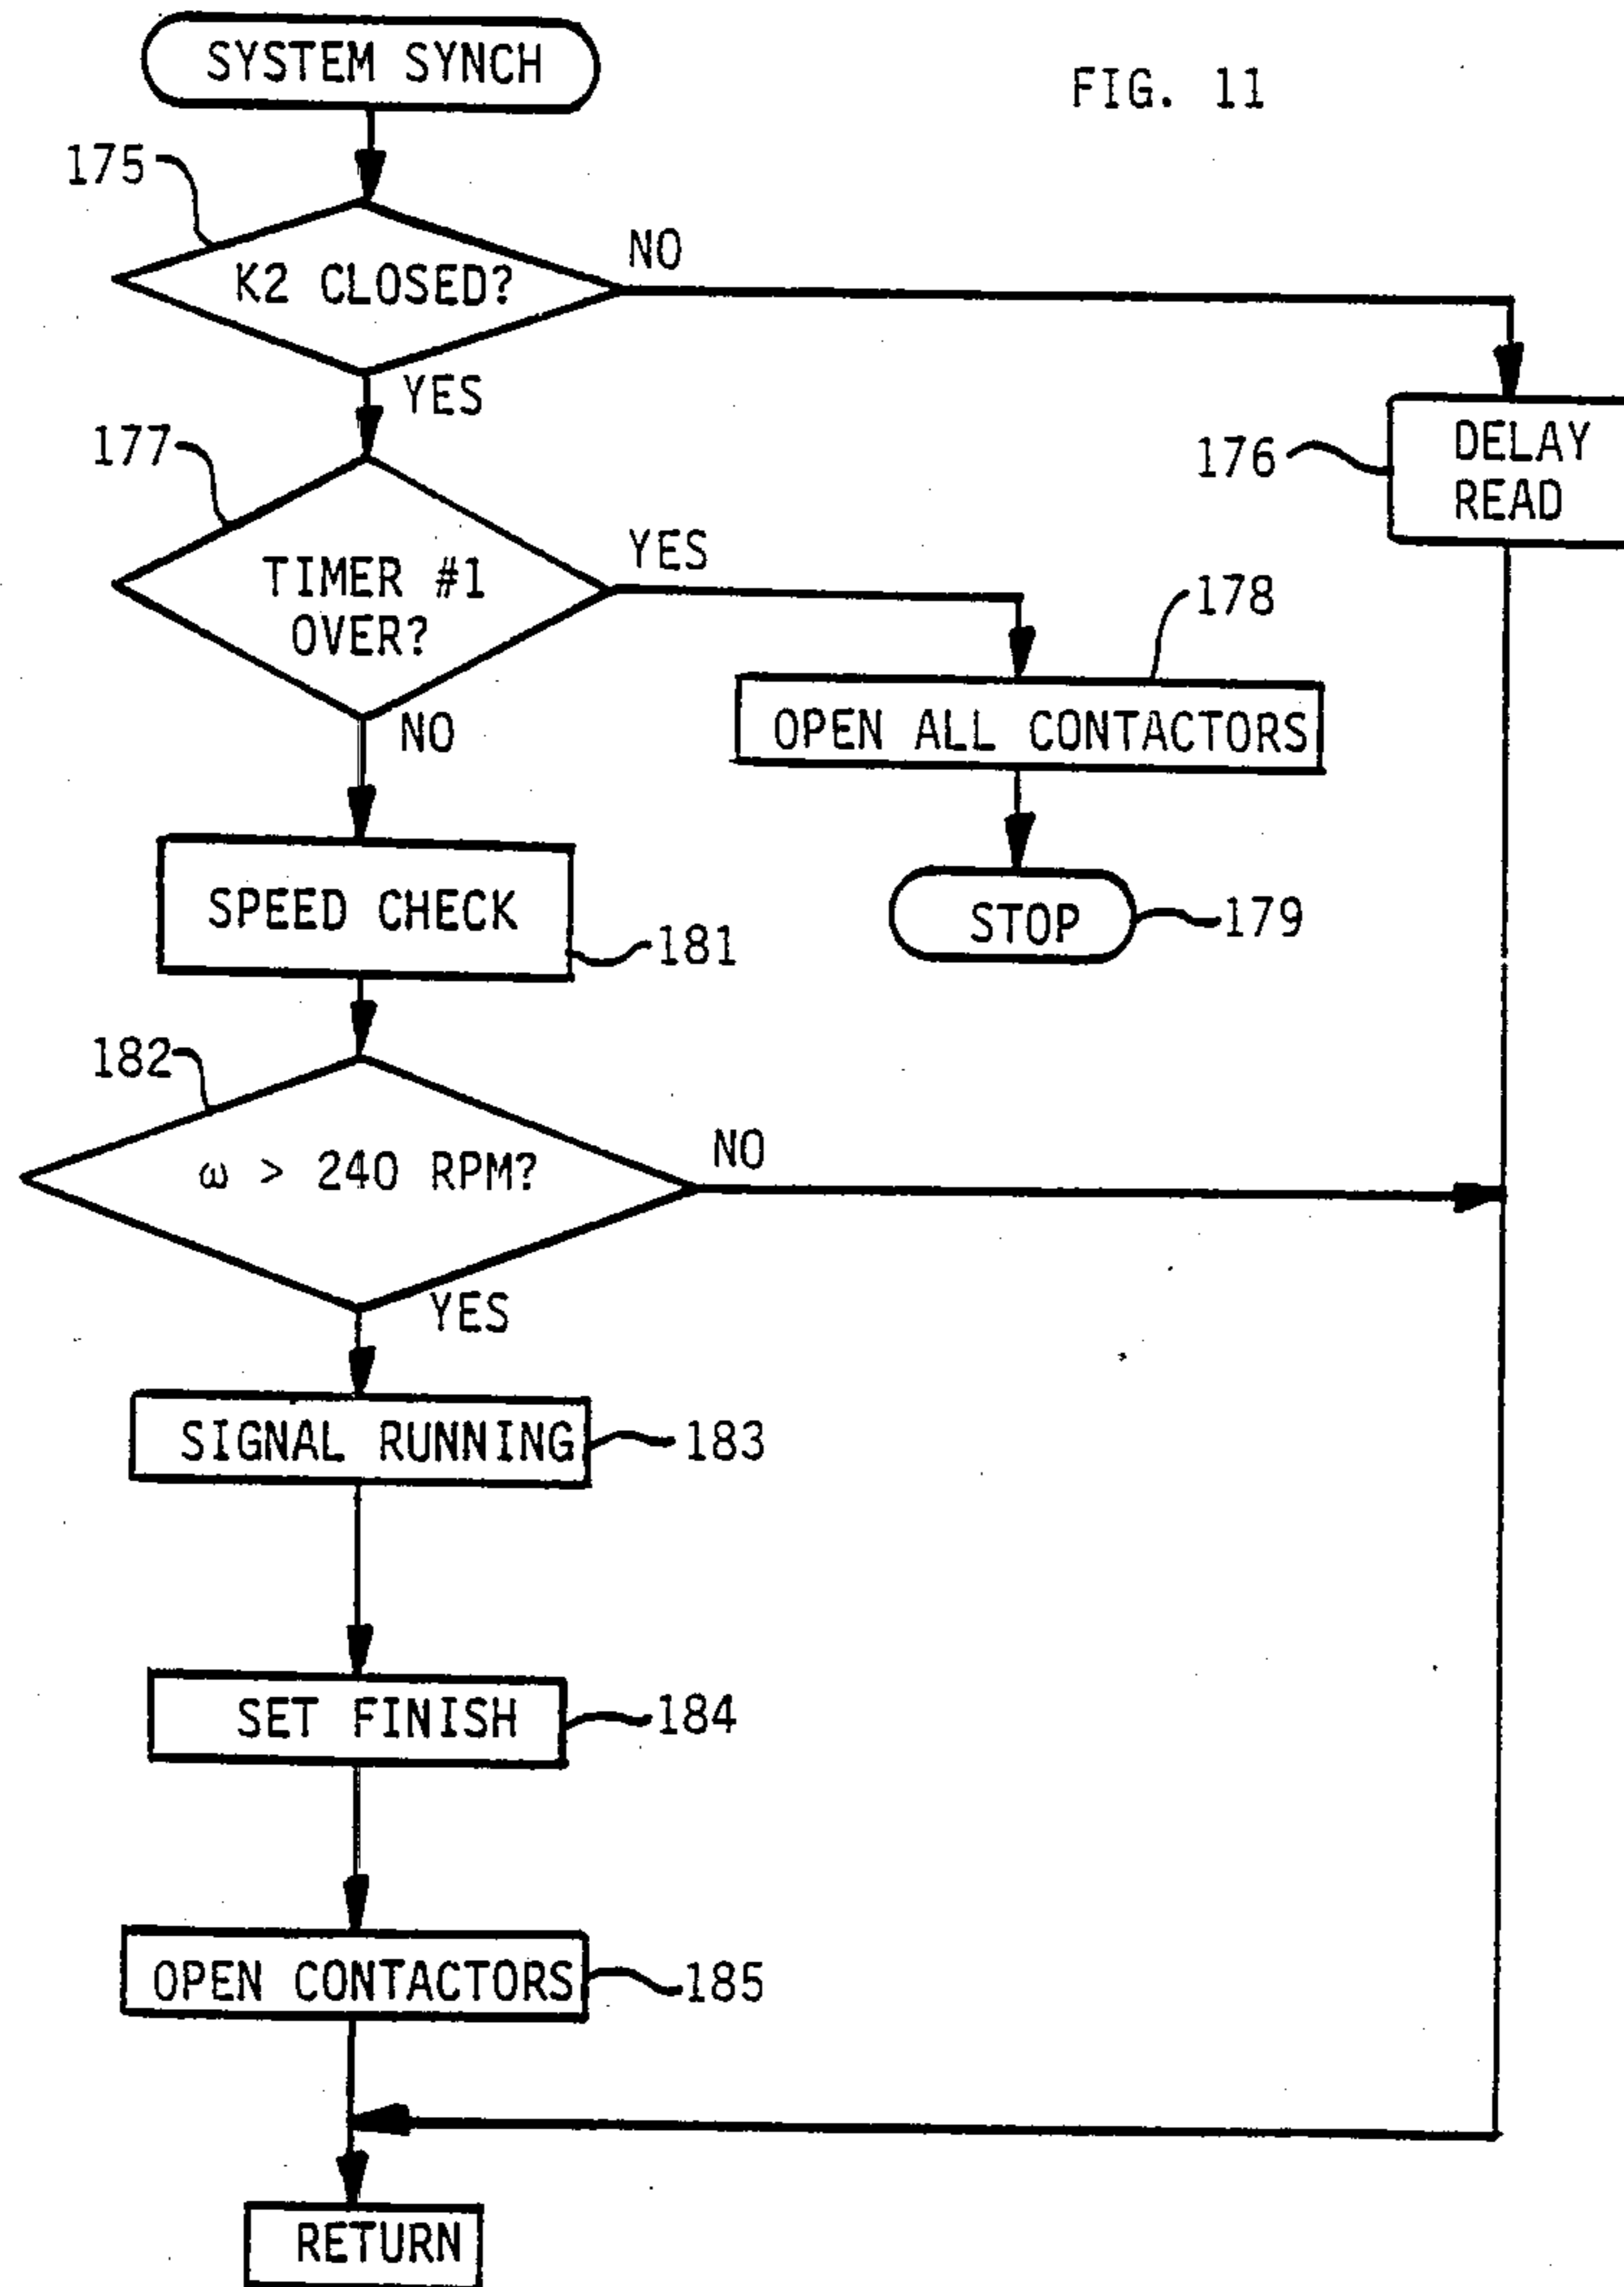 SYSTEM SYNCH
FIG. 11
175
K2 CLOSED?
NO
YES
176
DELAY
READ
177
TIMER #1
OVER?
YES
NO
178
OPEN ALL CONTACTORS
STOP
179
SPEED CHECK
181
182
ω > 240 RPM?
NO
YES
SIGNAL RUNNING
183
SET FINISH
184
OPEN CONTACTORS
185
RETURN